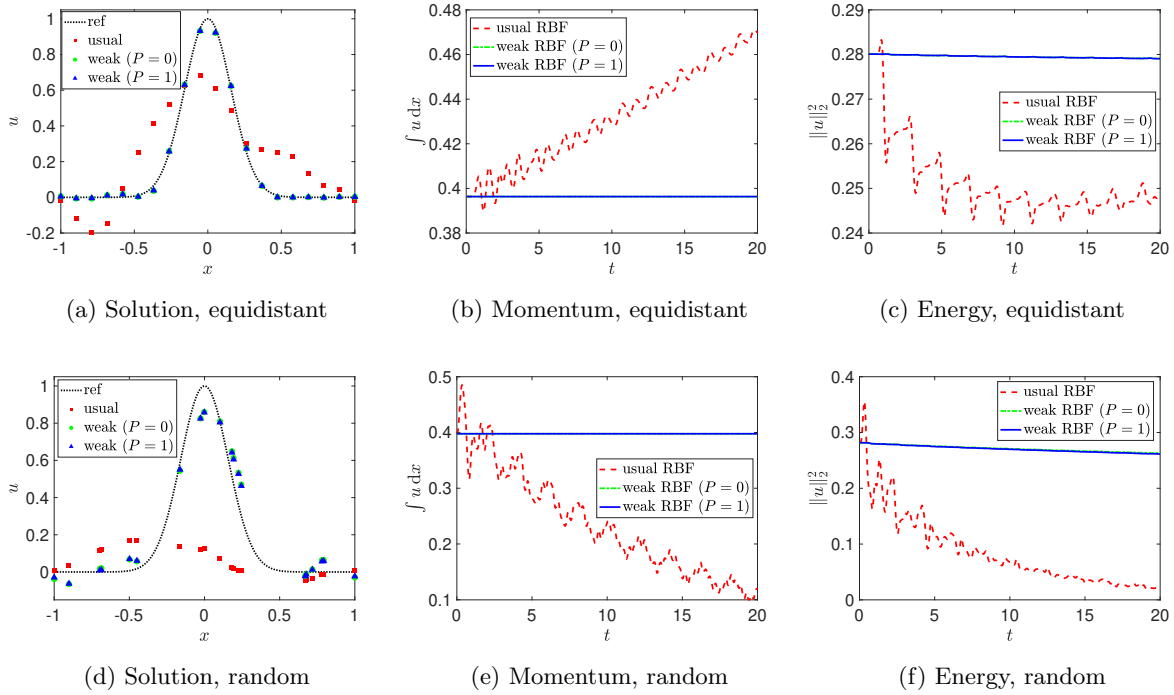 1
0.8
0.6
0.4
0.2
0
-0.2
u
ref
usual
weak (P = 0)
weak (P = 1)
-1 -0.5 0 0.5 1
x
(a) Solution, equidistant
0.48
0.46
0.44
0.42
0.4
0.38
∫ u dx
usual RBF
weak RBF (P = 0)
weak RBF (P = 1)
0 5 10 15 20
t
(b) Momentum, equidistant
0.29
0.28
0.27
0.26
0.25
0.24
||u||₂²
usual RBF
weak RBF (P = 0)
weak RBF (P = 1)
0 5 10 15 20
t
(c) Energy, equidistant
1
0.8
0.6
0.4
0.2
0
u
ref
usual
weak (P = 0)
weak (P = 1)
-1 -0.5 0 0.5 1
x
(d) Solution, random
0.5
0.4
0.3
0.2
0.1
∫ u dx
usual RBF
weak RBF (P = 0)
weak RBF (P = 1)
0 5 10 15 20
t
(e) Momentum, random
0.4
0.3
0.2
0.1
0
||u||₂²
usual RBF
weak RBF (P = 0)
weak RBF (P = 1)
0 5 10 15 20
t
(f) Energy, random